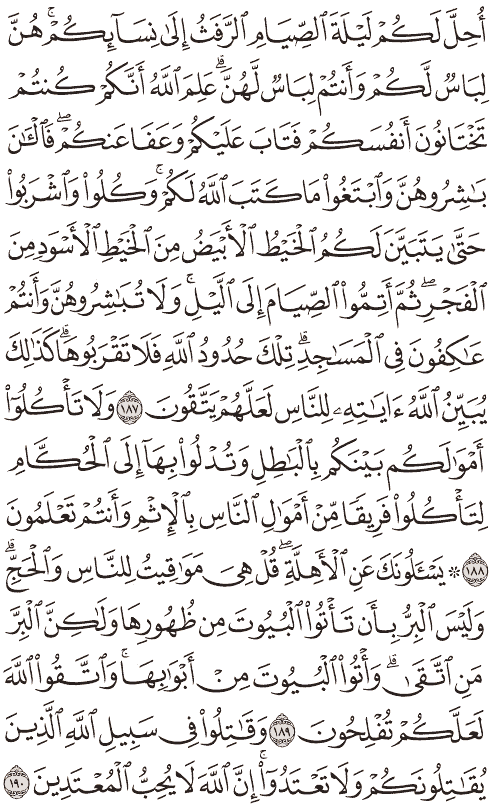 أُحِلَّ لَكُمۡ لَيۡلَةَ ٱلصِّيَامِ ٱلرَّفَثُ إِلَىٰ نِسَآئِكُمۡۚ هُنَّ
لِبَاسٞ لَّكُمۡ وَأَنتُمۡ لِبَاسٞ لَّهُنَّۗ عَلِمَ ٱللَّهُ أَنَّكُمۡ كُنتُمۡ
تَخۡتَانُونَ أَنفُسَكُمۡ فَتَابَ عَلَيۡكُمۡ وَعَفَا عَنكُمۡۖ فَٱلۡـَٰٔنَ
بَٰشِرُوهُنَّ وَٱبۡتَغُواْ مَا كَتَبَ ٱللَّهُ لَكُمۡۚ وَكُلُواْ وَٱشۡرَبُواْ
حَتَّىٰ يَتَبَيَّنَ لَكُمُ ٱلۡخَيۡطُ ٱلۡأَبۡيَضُ مِنَ ٱلۡخَيۡطِ ٱلۡأَسۡوَدِ مِنَ
ٱلۡفَجۡرِۖ ثُمَّ أَتِمُّواْ ٱلصِّيَامَ إِلَى ٱلَّيۡلِۚ وَلَا تُبَٰشِرُوهُنَّ وَأَنتُمۡ
عَٰكِفُونَ فِي ٱلۡمَسَٰجِدِۗ تِلۡكَ حُدُودُ ٱللَّهِ فَلَا تَقۡرَبُوهَاۗ كَذَٰلِكَ
يُبَيِّنُ ٱللَّهُ ءَايَٰتِهِۦ لِلنَّاسِ لَعَلَّهُمۡ يَتَّقُونَ ١٨٧ وَلَا تَأۡكُلُوٓاْ
أَمۡوَٰلَكُم بَيۡنَكُم بِٱلۡبَٰطِلِ وَتُدۡلُواْ بِهَآ إِلَى ٱلۡحُكَّامِ
لِتَأۡكُلُواْ فَرِيقٗا مِّنۡ أَمۡوَٰلِ ٱلنَّاسِ بِٱلۡإِثۡمِ وَأَنتُمۡ تَعۡلَمُونَ
١٨٨ ۞ يَسۡـَٔلُونَكَ عَنِ ٱلۡأَهِلَّةِۖ قُلۡ هِيَ مَوَٰقِيتُ لِلنَّاسِ وَٱلۡحَجِّۗ
وَلَيۡسَ ٱلۡبِرُّ بِأَن تَأۡتُواْ ٱلۡبُيُوتَ مِن ظُهُورِهَا وَلَٰكِنَّ ٱلۡبِرَّ
مَنِ ٱتَّقَىٰۗ وَأۡتُواْ ٱلۡبُيُوتَ مِنۡ أَبۡوَٰبِهَاۚ وَٱتَّقُواْ ٱللَّهَ
لَعَلَّكُمۡ تُفۡلِحُونَ ١٨٩ وَقَٰتِلُواْ فِي سَبِيلِ ٱللَّهِ ٱلَّذِينَ
يُقَٰتِلُونَكُمۡ وَلَا تَعۡتَدُوٓاْۚ إِنَّ ٱللَّهَ لَا يُحِبُّ ٱلۡمُعۡتَدِينَ ١٩٠